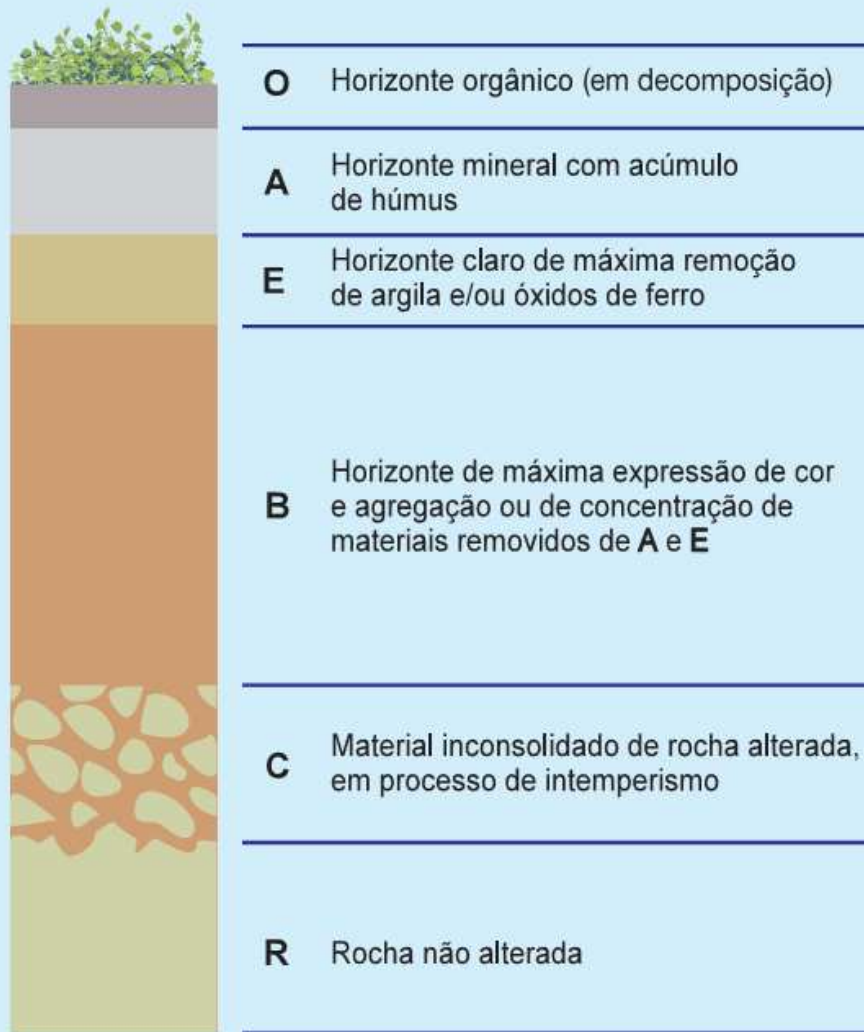 O Horizonte orgânico (em decomposição)
A Horizonte mineral com acúmulo
de húmus
E Horizonte claro de máxima remoção
de argila e/ou óxidos de ferro
B Horizonte de máxima expressão de cor
e agregação ou de concentração de
materiais removidos de A e E
C Material inconsolidado de rocha alterada,
em processo de intemperismo
R Rocha não alterada